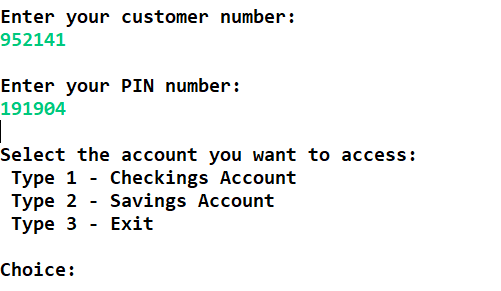 Enter your customer number:
952141
Enter your PIN number:
191904
Select the account you want to access:
Type 1 - Checkings Account
Type 2 - Savings Account
Type 3 - Exit
Choice: